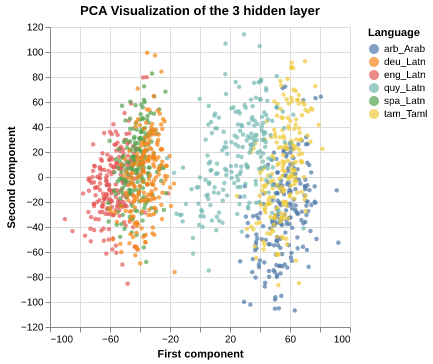 PCA Visualization of the 3 hidden layer
Language
arb_Arab
deu_Latn
eng_Latn
quy_Latn
spa_Latn
tam_Taml
Second component
120
100
80
60
40
20
0
−20
−40
−60
−80
−100
−120
−100 −60 −20 20 60 100
First component